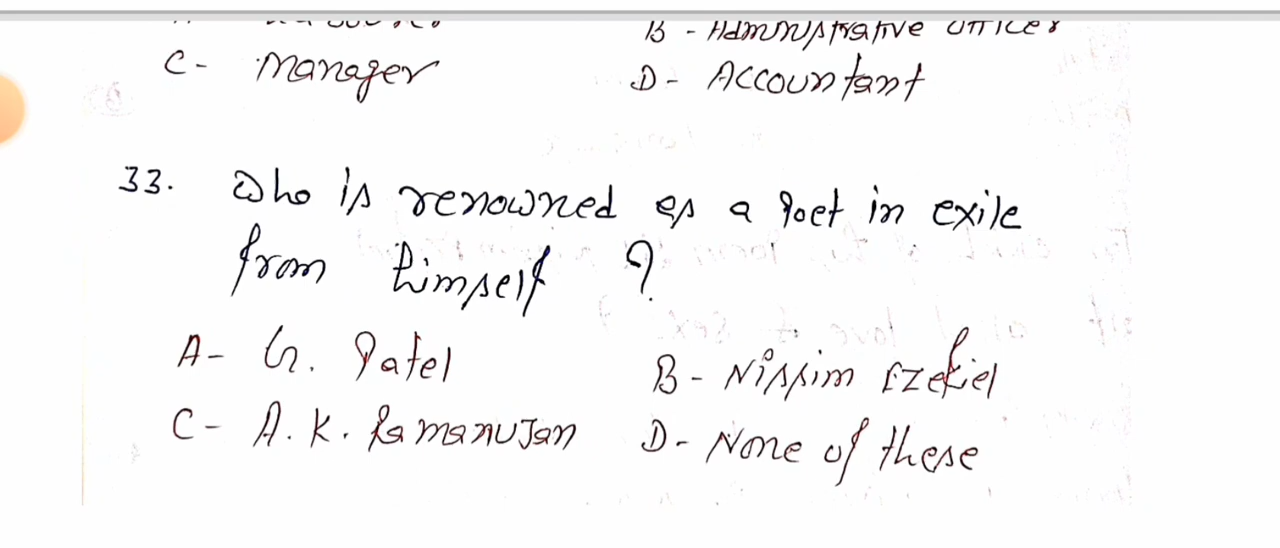 B - Administrative officer
C - Manager
D - Accountant
33. Who is renowned as a Poet in exile
from himself ?
A - G. Patel
B - Nissim Ezekiel
C - A. K. Ramanujan
D - None of these